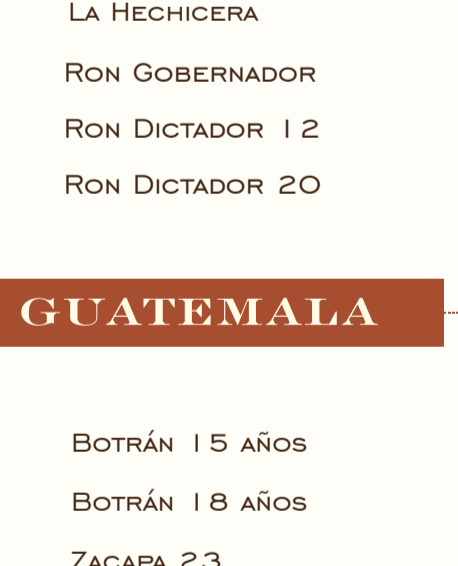 La Hechicera
Ron Gobernador
Ron Dictador 12
Ron Dictador 20
GUATEMALA
Botrán 15 años
Botrán 18 años
Zacapa 23